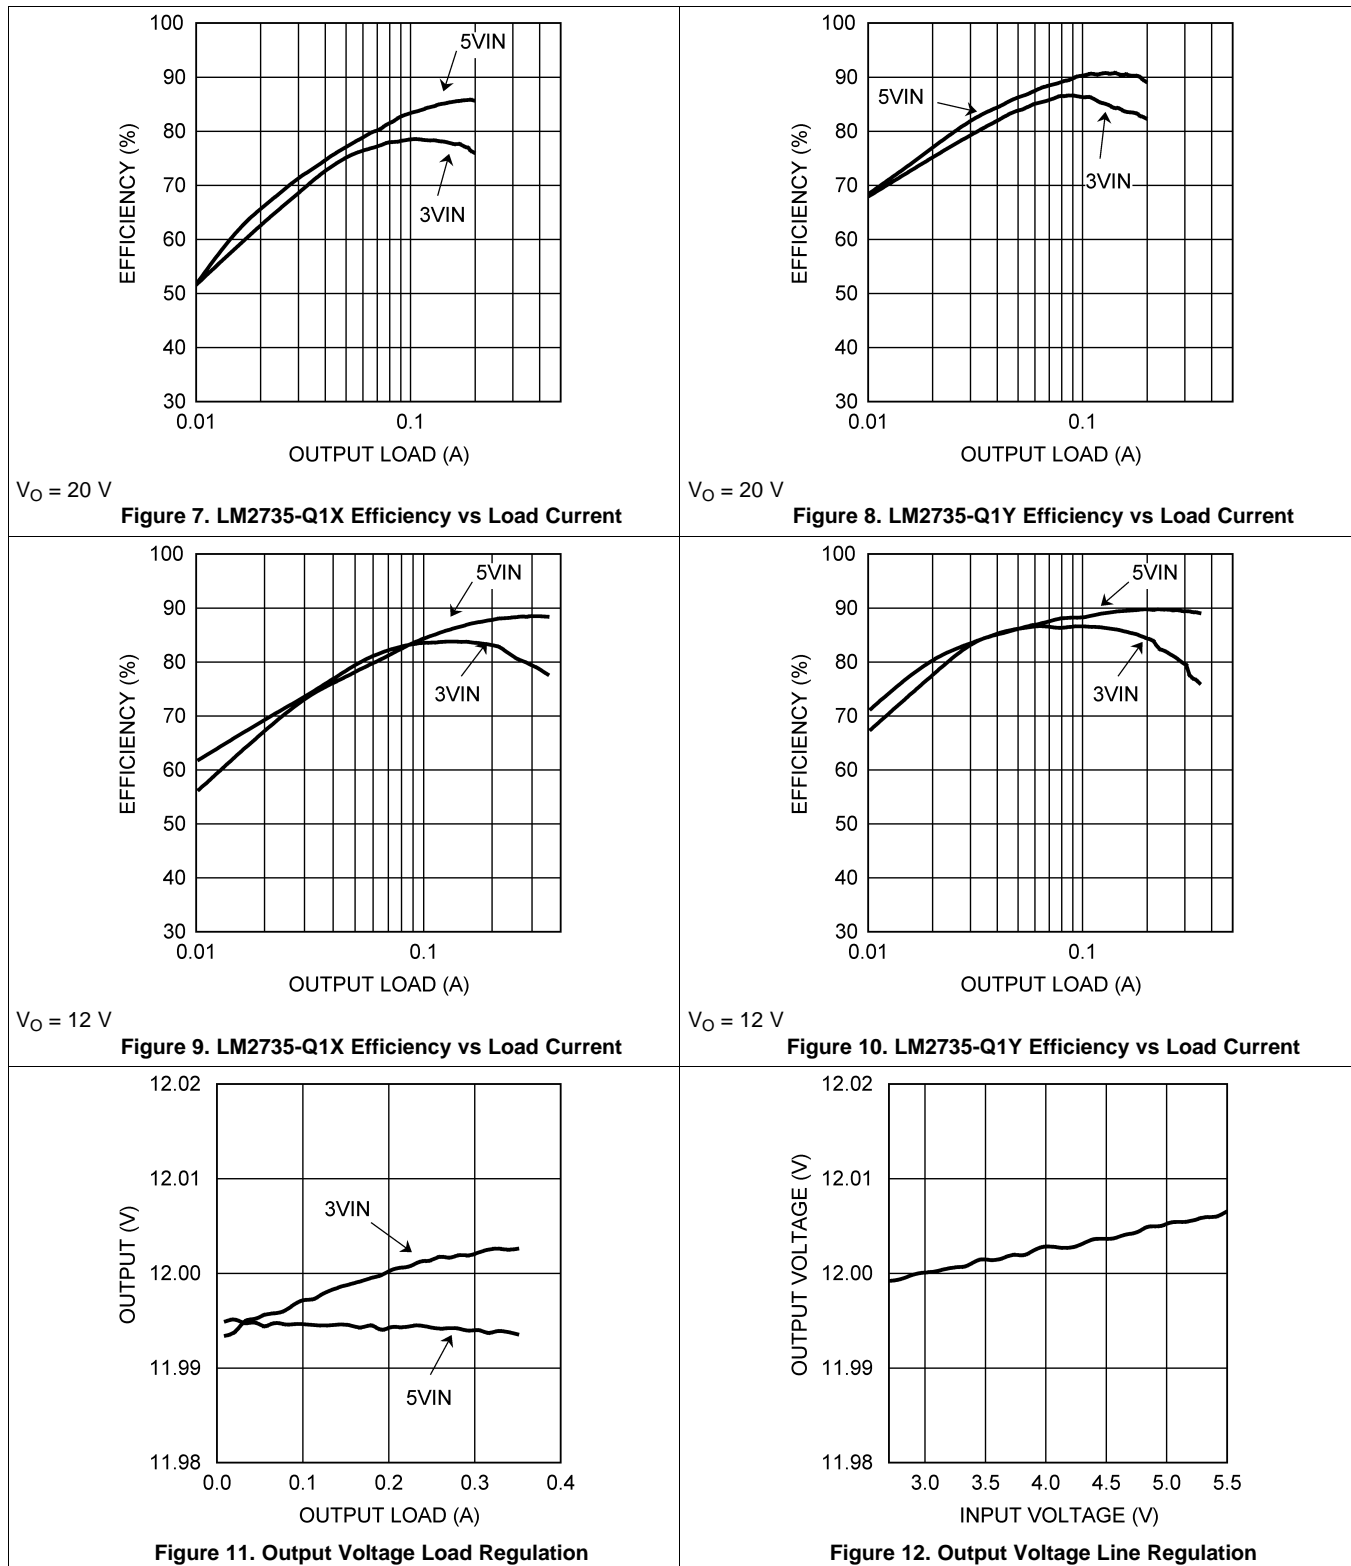 100
90
80
70
60
50
40
30
EFFICIENCY (%)
5VIN
3VIN
0.01 0.1
OUTPUT LOAD (A)
VO = 20 V
Figure 7. LM2735-Q1X Efficiency vs Load Current
100
90
80
70
60
50
40
30
EFFICIENCY (%)
5VIN
3VIN
0.01 0.1
OUTPUT LOAD (A)
VO = 20 V
Figure 8. LM2735-Q1Y Efficiency vs Load Current
100
90
80
70
60
50
40
30
EFFICIENCY (%)
5VIN
3VIN
0.01 0.1
OUTPUT LOAD (A)
VO = 12 V
Figure 9. LM2735-Q1X Efficiency vs Load Current
100
90
80
70
60
50
40
30
EFFICIENCY (%)
5VIN
3VIN
0.01 0.1
OUTPUT LOAD (A)
VO = 12 V
Figure 10. LM2735-Q1Y Efficiency vs Load Current
12.02
12.01
12.00
11.99
11.98
OUTPUT (V)
3VIN
5VIN
0.0 0.1 0.2 0.3 0.4
OUTPUT LOAD (A)
Figure 11. Output Voltage Load Regulation
12.02
12.01
12.00
11.99
11.98
OUTPUT VOLTAGE (V)
3.0 3.5 4.0 4.5 5.0 5.5
INPUT VOLTAGE (V)
Figure 12. Output Voltage Line Regulation